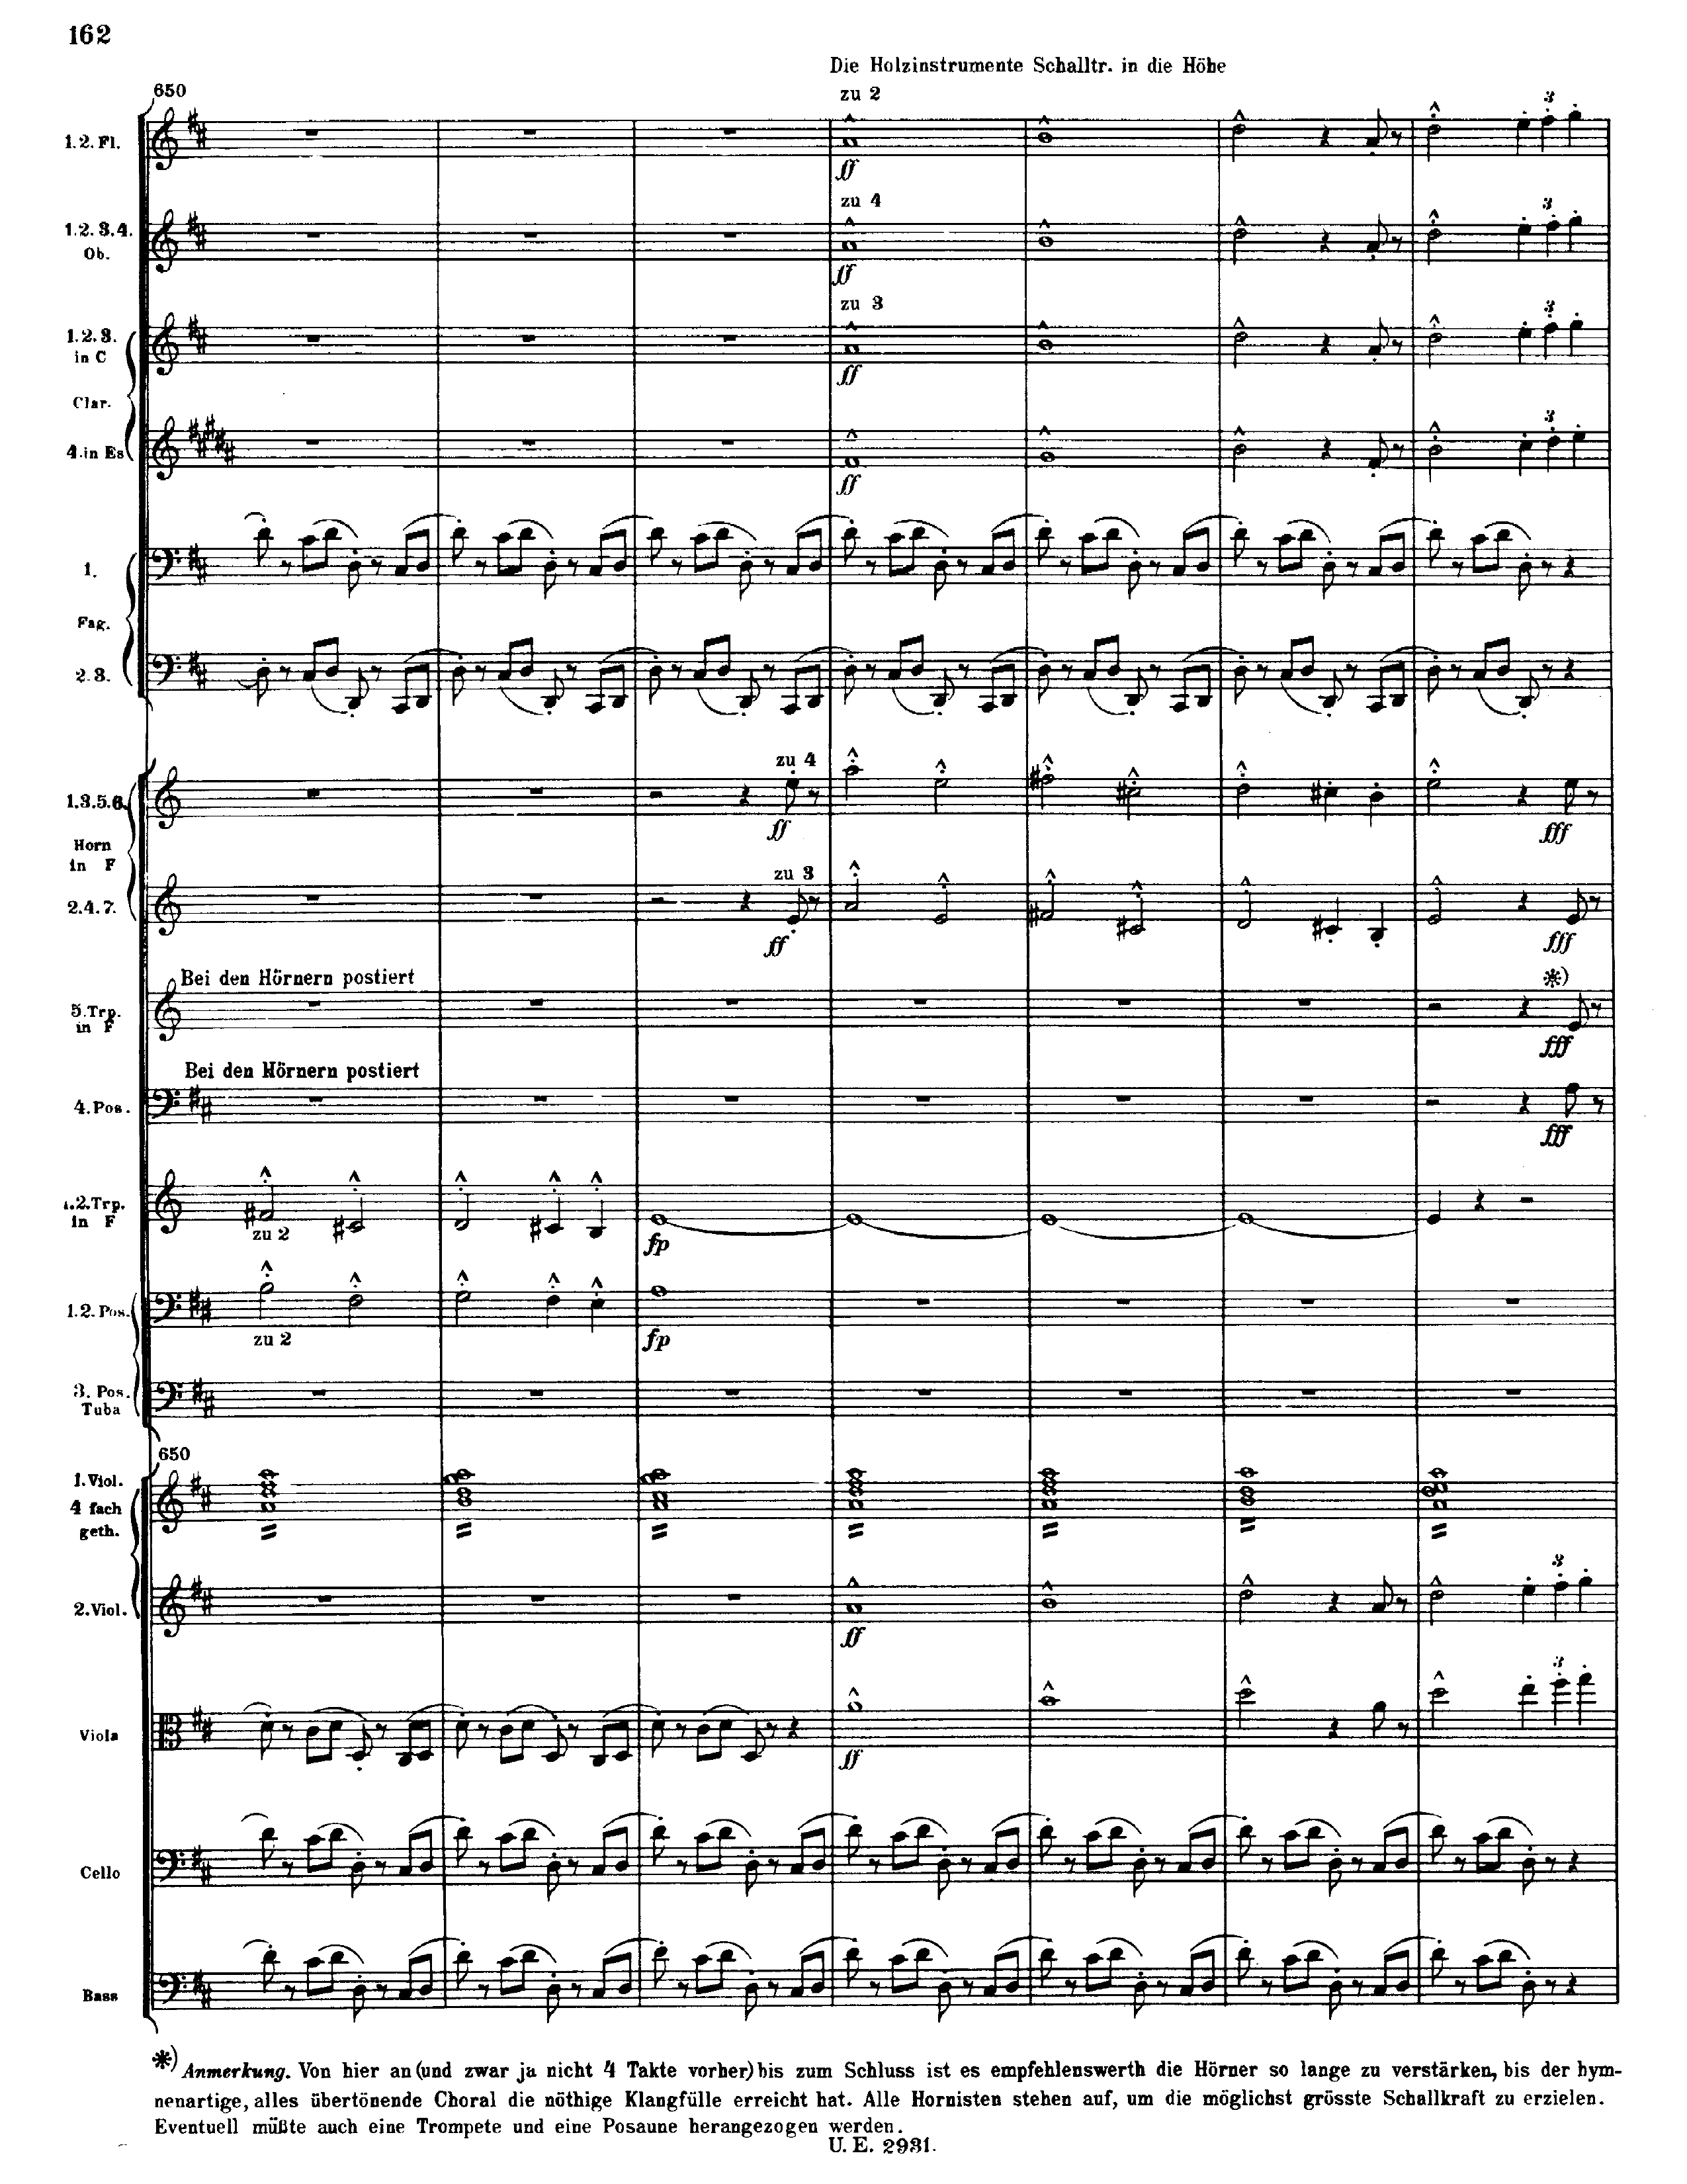 162
Die Holzinstrumente Schalltr. in die Höhe
650
zu 2
1.2. Fl.
3
ff
zu 4
1.2.3.4.
Ob.
3
ff
zu 3
1.2.3.
in C
3
ff
Clar.
4.in Es
3
ff
1.
Fag.
2.3.
zu 4
1.3.5.6.
ff
fff
Horn
in F
zu 3
2.4.7.
ff
fff
Bei den Hörnern postiert
*)
5.Trp.
in F
fff
Bei den Hörnern postiert
4.Pos.
fff
1.2.Trp.
in F
zu 2
fp
1.2.Pos.
zu 2
fp
3. Pos.
Tuba
650
1.Viol.
4 fach
geth.
3
2.Viol.
ff
3
Viola
ff
Cello
Bass
*) Anmerkung. Von hier an (und zwar ja nicht 4 Takte vorher) bis zum Schluss ist es empfehlenswerth die Hörner so lange zu verstärken, bis der hym-
nenartige, alles übertönende Choral die nöthige Klangfülle erreicht hat. Alle Hornisten stehen auf, um die möglichst grösste Schallkraft zu erzielen.
Eventuell müßte auch eine Trompete und eine Posaune herangezogen werden.
U. E. 2931.